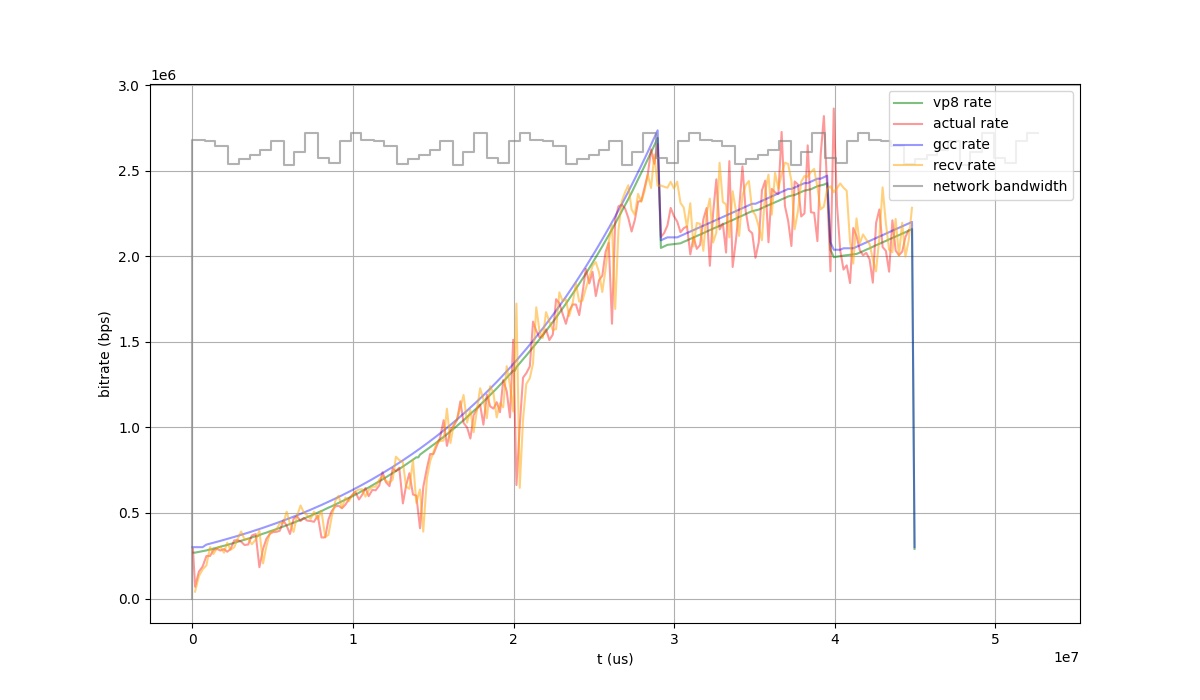 1e6
3.0
2.5
2.0
1.5
1.0
0.5
0.0
bitrate (bps)
vp8 rate
actual rate
gcc rate
recv rate
network bandwidth
0 1 2 3 4 5
t (us)
1e7